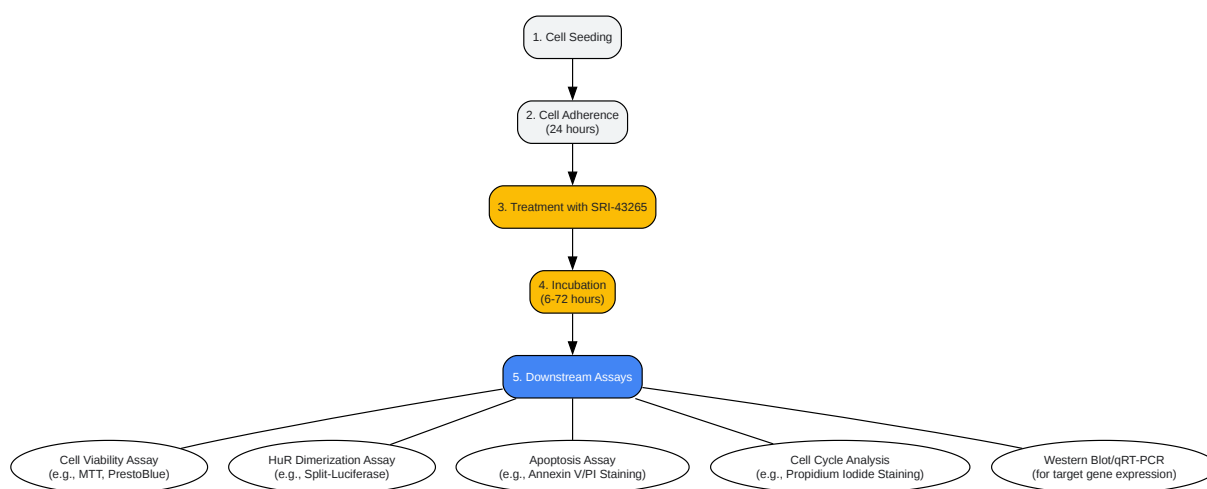 1. Cell Seeding
2. Cell Adherence
(24 hours)
3. Treatment with SRI-43265
4. Incubation
(6-72 hours)
5. Downstream Assays
Cell Viability Assay
(e.g., MTT, PrestoBlue)
HuR Dimerization Assay
(e.g., Split-Luciferase)
Apoptosis Assay
(e.g., Annexin V/PI Staining)
Cell Cycle Analysis
(e.g., Propidium Iodide Staining)
Western Blot/qRT-PCR
(for target gene expression)